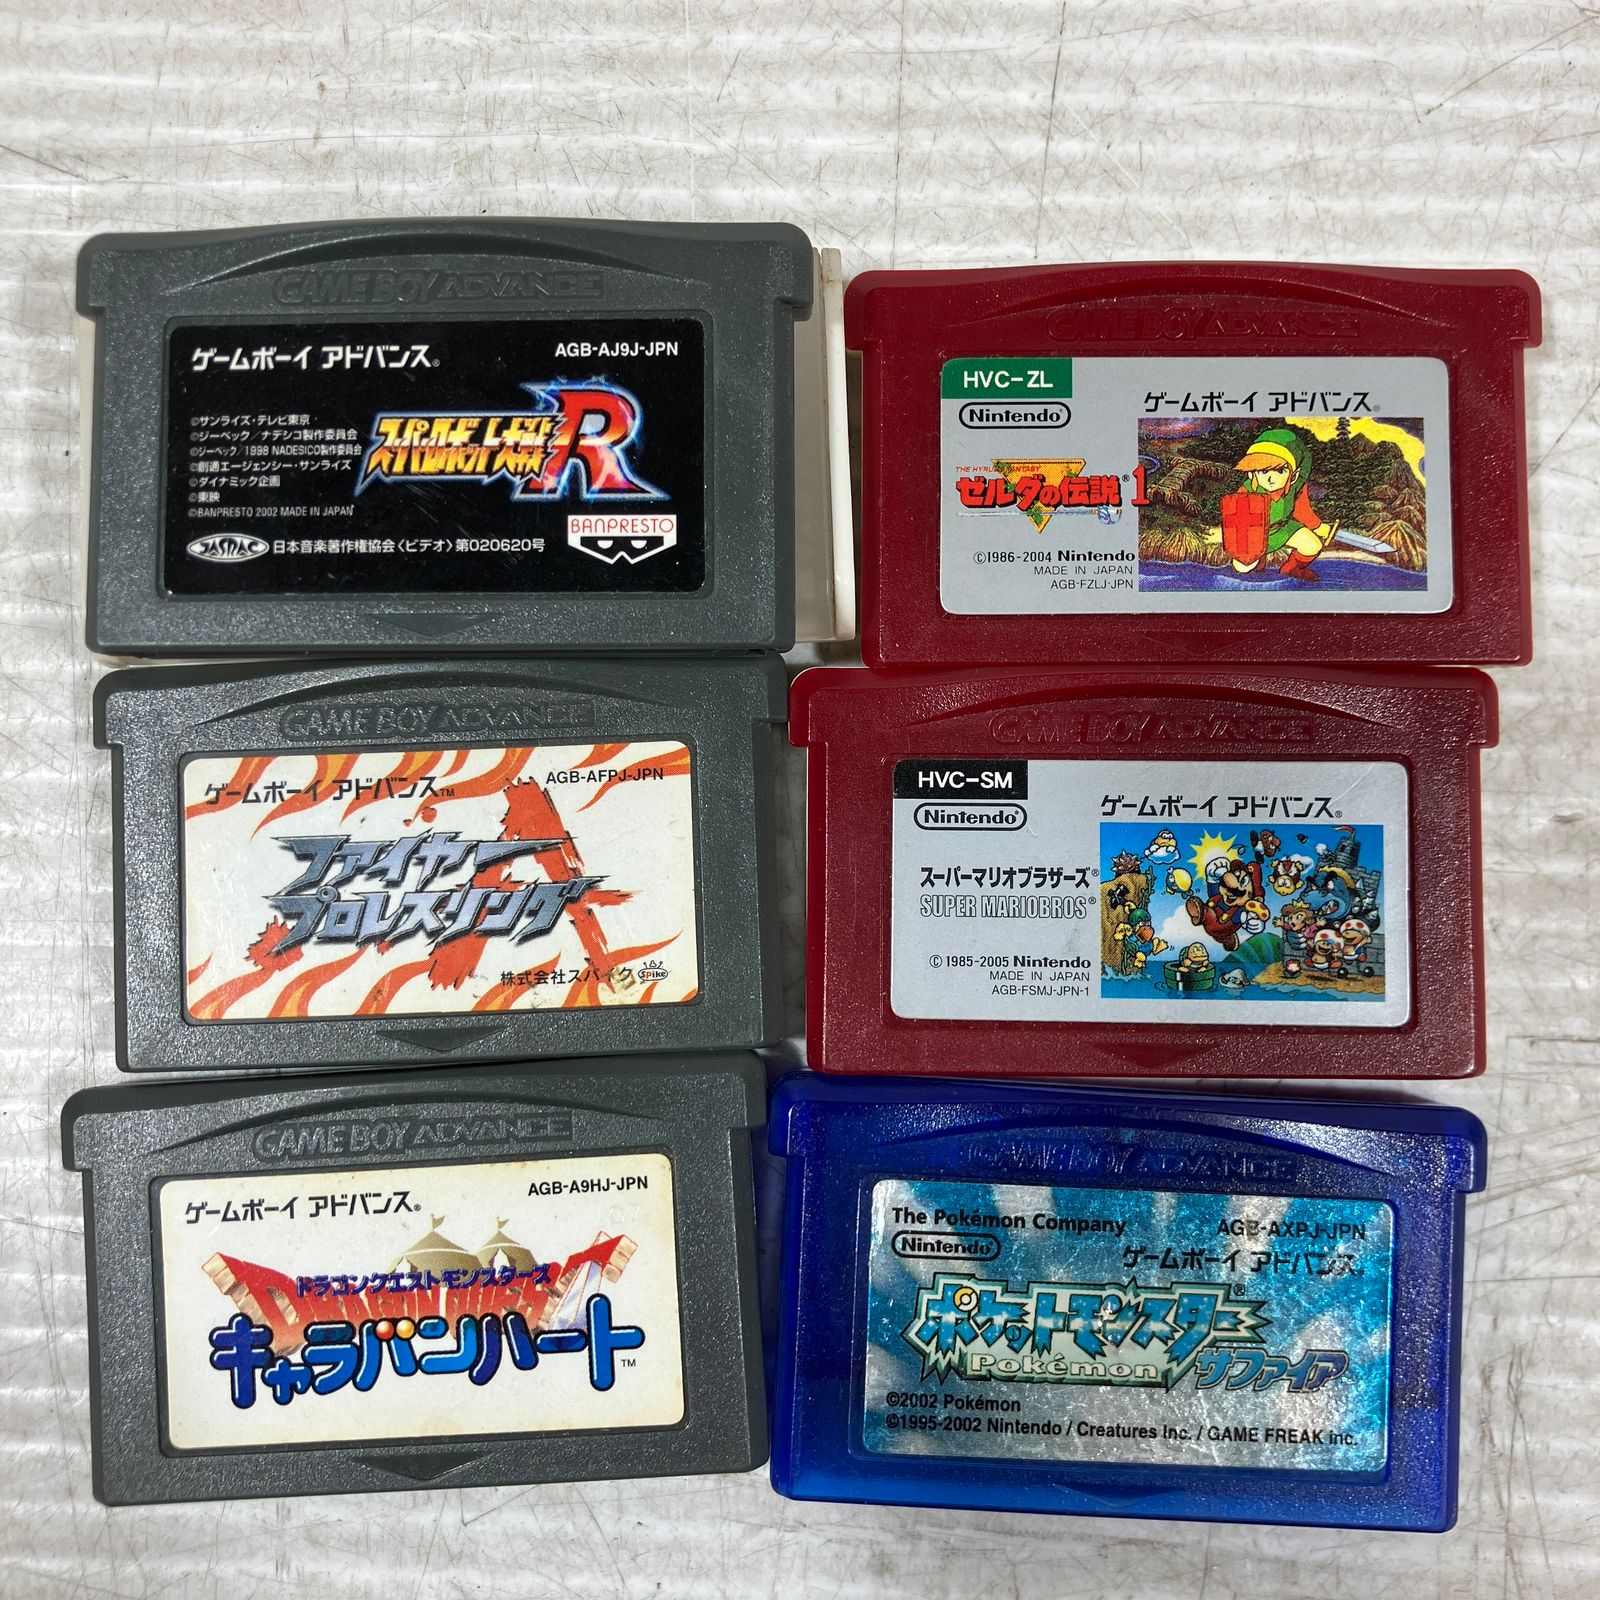 GAME BOY ADVANCE
ゲームボーイ アドバンス®
AGB-AJ9J-JPN
©サンライズ・テレビ東京
©ジーベック/ナデシコ製作委員会
©ジーベック/1998 NADESICO製作委員会
©創通エージェンシー・サンライズ
©ダイナミック企画
©東映
©BANPRESTO 2002 MADE IN JAPAN
スーパーロボット大戦R
BANPRESTO
JASRAC 日本音楽著作権協会〈ビデオ〉第020620号
GAME BOY ADVANCE
HVC-ZL
Nintendo®
ゲームボーイ アドバンス®
THE HYRULE FANTASY
ゼルダの伝説®1
©1986-2004 Nintendo
MADE IN JAPAN
AGB-FZLJ-JPN
GAME BOY ADVANCE
ゲームボーイ アドバンス™
AGB-AFPJ-JPN
ファイヤー
プロレスリング
A
株式会社スパイク Spike
GAME BOY ADVANCE
HVC-SM
Nintendo®
ゲームボーイ アドバンス®
スーパーマリオブラザーズ®
SUPER MARIOBROS®
©1985-2005 Nintendo
MADE IN JAPAN
AGB-FSMJ-JPN-1
GAME BOY ADVANCE
ゲームボーイ アドバンス®
AGB-A9HJ-JPN
ドラゴンクエストモンスターズ
キャラバンハート™
GAME BOY ADVANCE
The Pokémon Company
AGB-AXPJ-JPN
Nintendo®
ゲームボーイ アドバンス®
ポケットモンスター®
Pokémon サファイア
©2002 Pokémon
©1995-2002 Nintendo / Creatures Inc. / GAME FREAK inc.